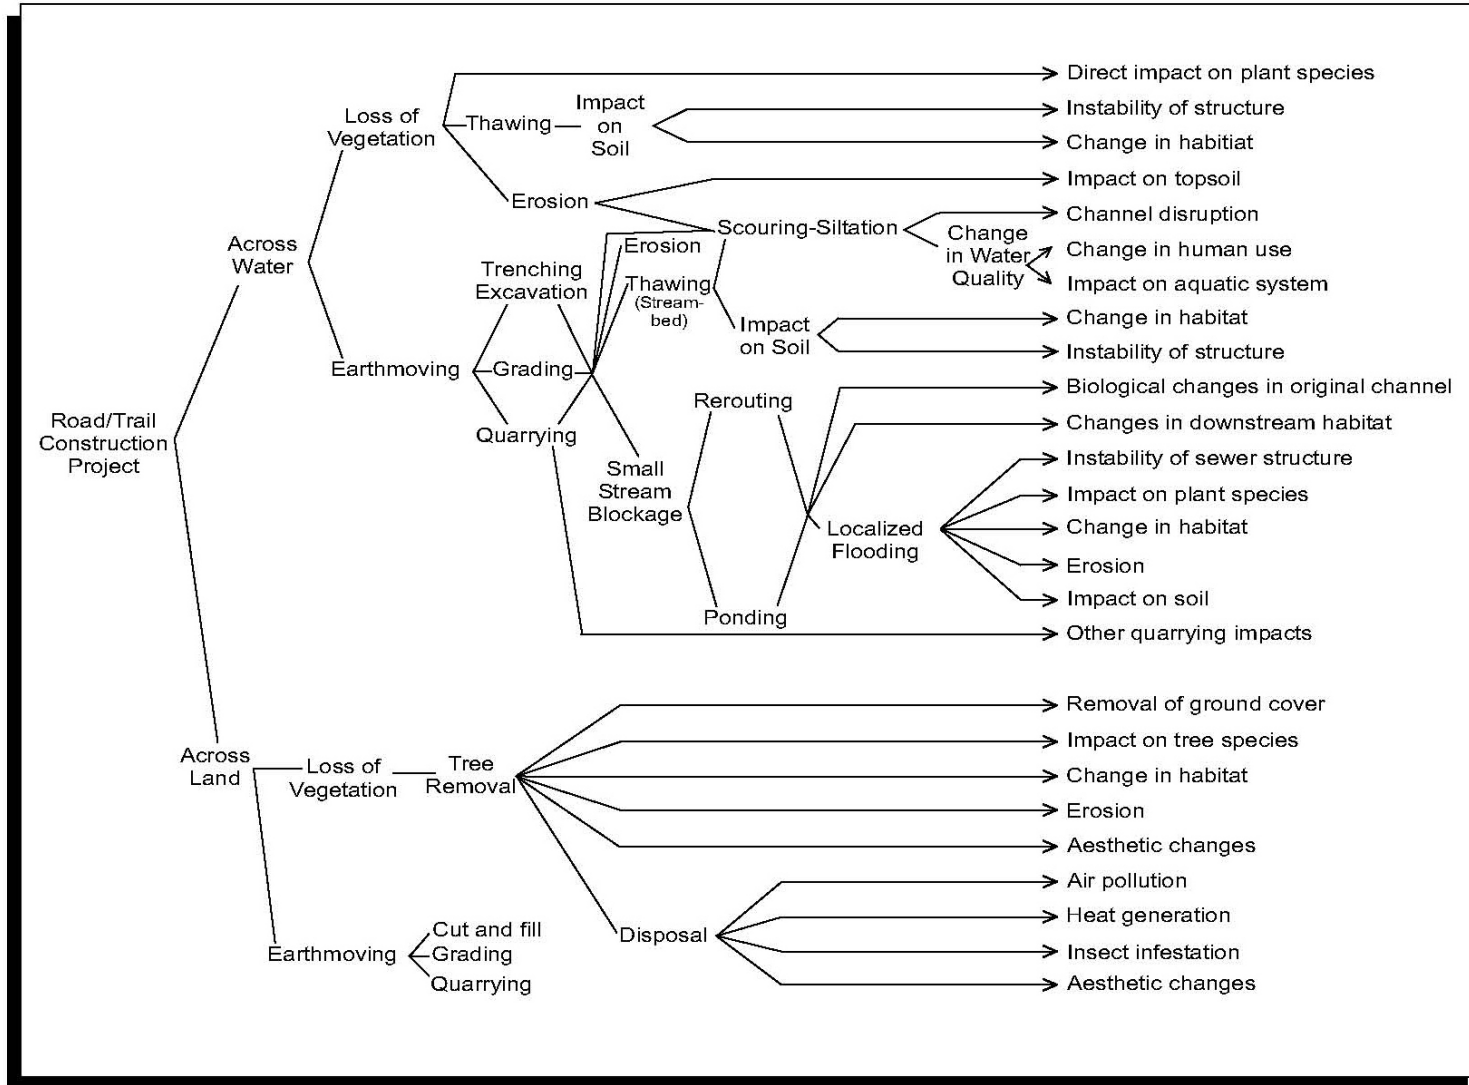 Direct impact on plant species
Loss of
Vegetation
Thawing
Impact
on
Soil
Instability of structure
Change in habitiat
Erosion
Impact on topsoil
Across
Water
Scouring-Siltation
Channel disruption
Change
in Water
Quality
Change in human use
Impact on aquatic system
Erosion
Trenching
Excavation
Thawing
(Stream-
bed)
Impact
on Soil
Change in habitat
Instability of structure
Earthmoving
Grading
Quarrying
Rerouting
Biological changes in original channel
Changes in downstream habitat
Road/Trail
Construction
Project
Small
Stream
Blockage
Localized
Flooding
Instability of sewer structure
Impact on plant species
Change in habitat
Erosion
Impact on soil
Ponding
Other quarrying impacts
Across
Land
Loss of
Vegetation
Tree
Removal
Removal of ground cover
Impact on tree species
Change in habitat
Erosion
Aesthetic changes
Disposal
Air pollution
Heat generation
Insect infestation
Aesthetic changes
Earthmoving
Cut and fill
Grading
Quarrying